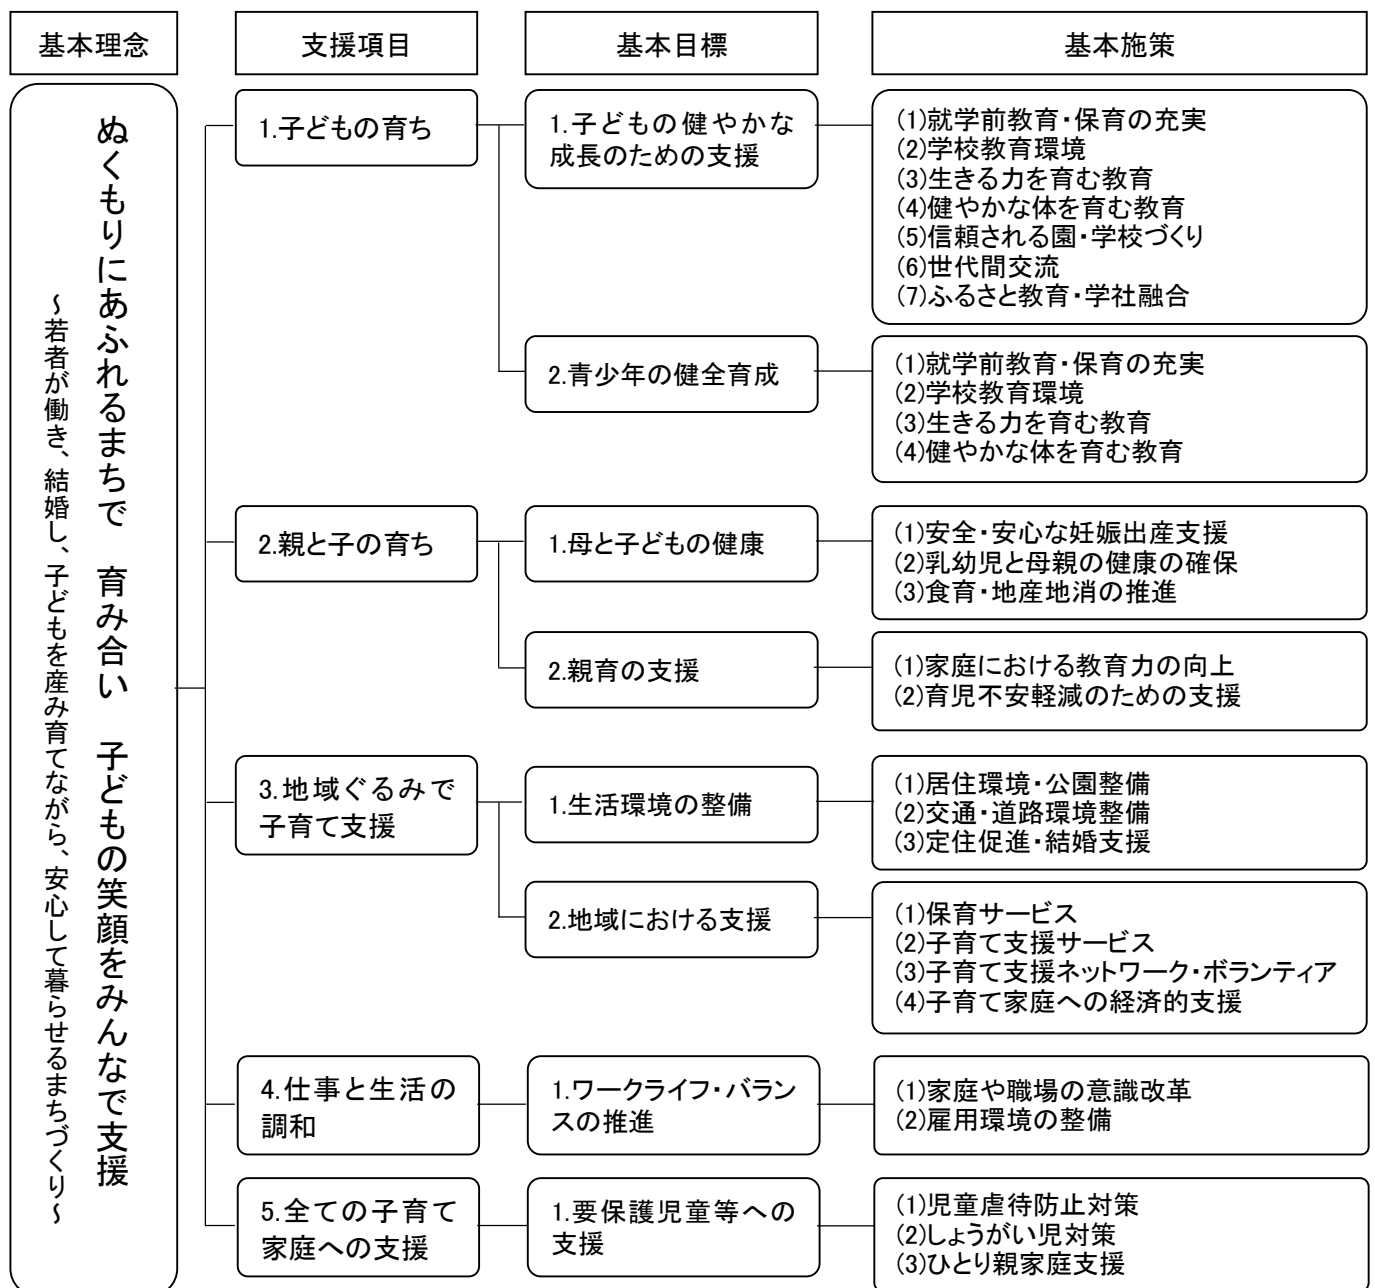 基本理念
支援項目
基本目標
基本施策
ぬくもりにあふれるまちで　育み合い　子どもの笑顔をみんなで支援
～若者が働き、結婚し、子どもを産み育てながら、安心して暮らせるまちづくり～
1.子どもの育ち
1.子どもの健やかな
成長のための支援
(1)就学前教育・保育の充実
(2)学校教育環境
(3)生きる力を育む教育
(4)健やかな体を育む教育
(5)信頼される園・学校づくり
(6)世代間交流
(7)ふるさと教育・学社融合
2.青少年の健全育成
(1)就学前教育・保育の充実
(2)学校教育環境
(3)生きる力を育む教育
(4)健やかな体を育む教育
2.親と子の育ち
1.母と子どもの健康
(1)安全・安心な妊娠出産支援
(2)乳幼児と母親の健康の確保
(3)食育・地産地消の推進
2.親育の支援
(1)家庭における教育力の向上
(2)育児不安軽減のための支援
3.地域ぐるみで
子育て支援
1.生活環境の整備
(1)居住環境・公園整備
(2)交通・道路環境整備
(3)定住促進・結婚支援
2.地域における支援
(1)保育サービス
(2)子育て支援サービス
(3)子育て支援ネットワーク・ボランティア
(4)子育て家庭への経済的支援
4.仕事と生活の
調和
1.ワークライフ・バラン
スの推進
(1)家庭や職場の意識改革
(2)雇用環境の整備
5.全ての子育て
家庭への支援
1.要保護児童等への
支援
(1)児童虐待防止対策
(2)しょうがい児対策
(3)ひとり親家庭支援